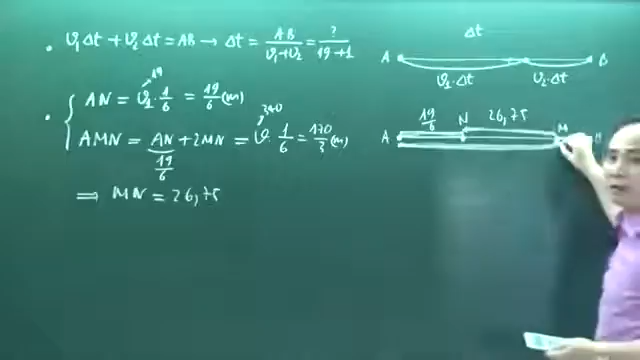 • v₁Δt + v₂Δt = AB → Δt = AB/(v₁+v₂) = ?/(19+1)
• { AN = v₁ · 1/6 = 19/6 (m)
19
AMN = AN + 2MN = v · 1/6 = 170/3 (m)
340
19/6
⇒ MN = 26,75
Δt
A B
v₁·Δt v₂·Δt
19/6 N 26,75 M
A